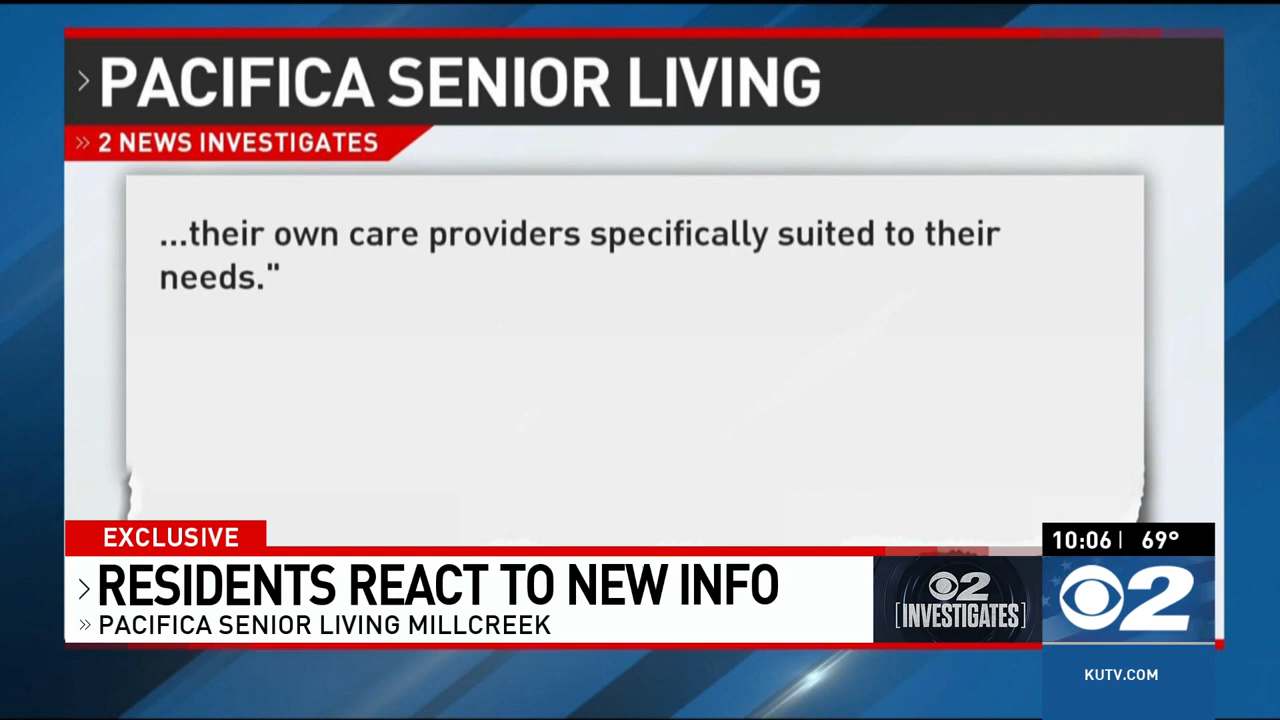 PACIFICA SENIOR LIVING
2 NEWS INVESTIGATES
...their own care providers specifically suited to their
needs."
EXCLUSIVE
RESIDENTS REACT TO NEW INFO
PACIFICA SENIOR LIVING MILLCREEK
2
[INVESTIGATES]
10:06 | 69°
2
KUTV.COM